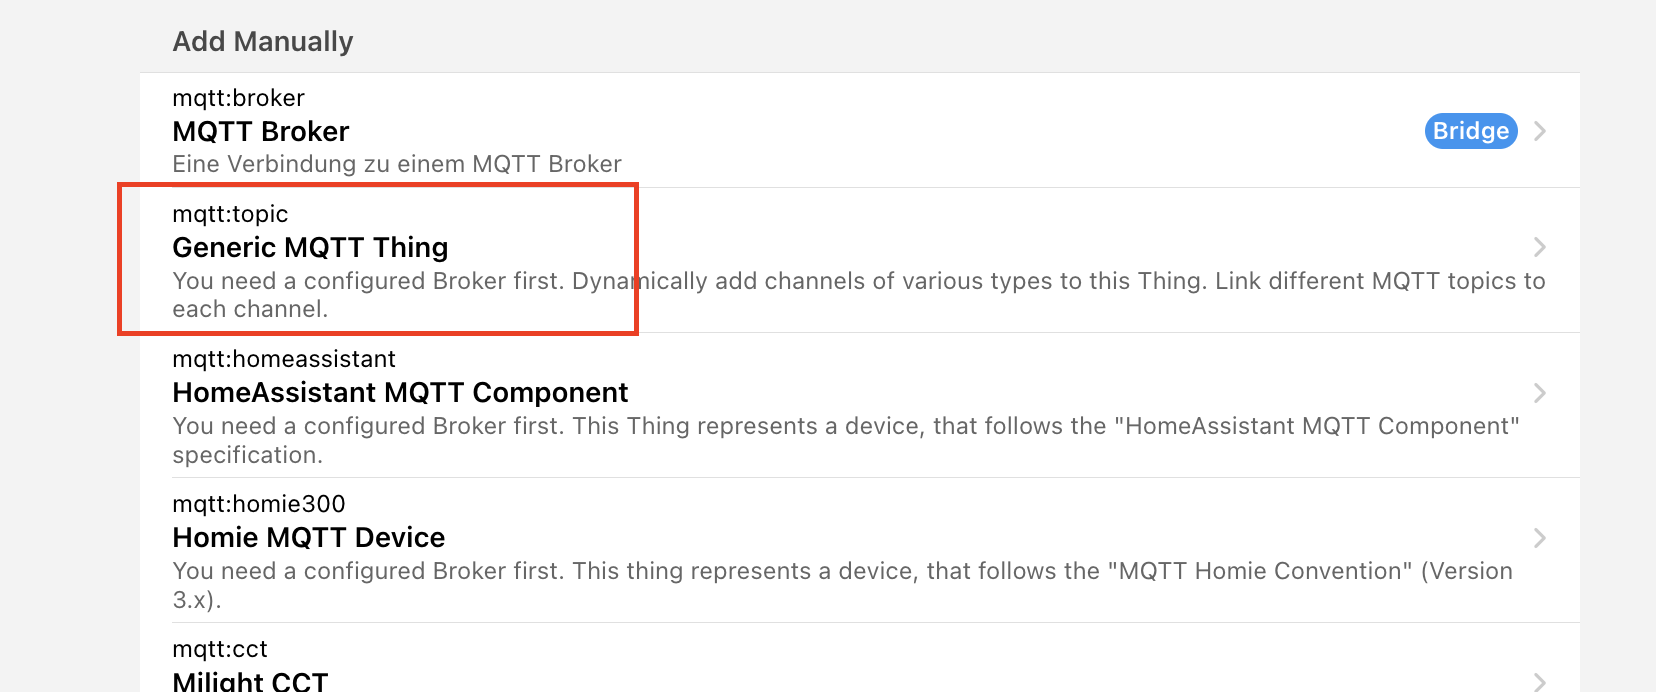 Add Manually
mqtt:broker
MQTT Broker
Eine Verbindung zu einem MQTT Broker
Bridge
mqtt:topic
Generic MQTT Thing
You need a configured Broker first. Dynamically add channels of various types to this Thing. Link different MQTT topics to
each channel.
mqtt:homeassistant
HomeAssistant MQTT Component
You need a configured Broker first. This Thing represents a device, that follows the "HomeAssistant MQTT Component"
specification.
mqtt:homie300
Homie MQTT Device
You need a configured Broker first. This thing represents a device, that follows the "MQTT Homie Convention" (Version
3.x).
mqtt:cct
Milight CCT